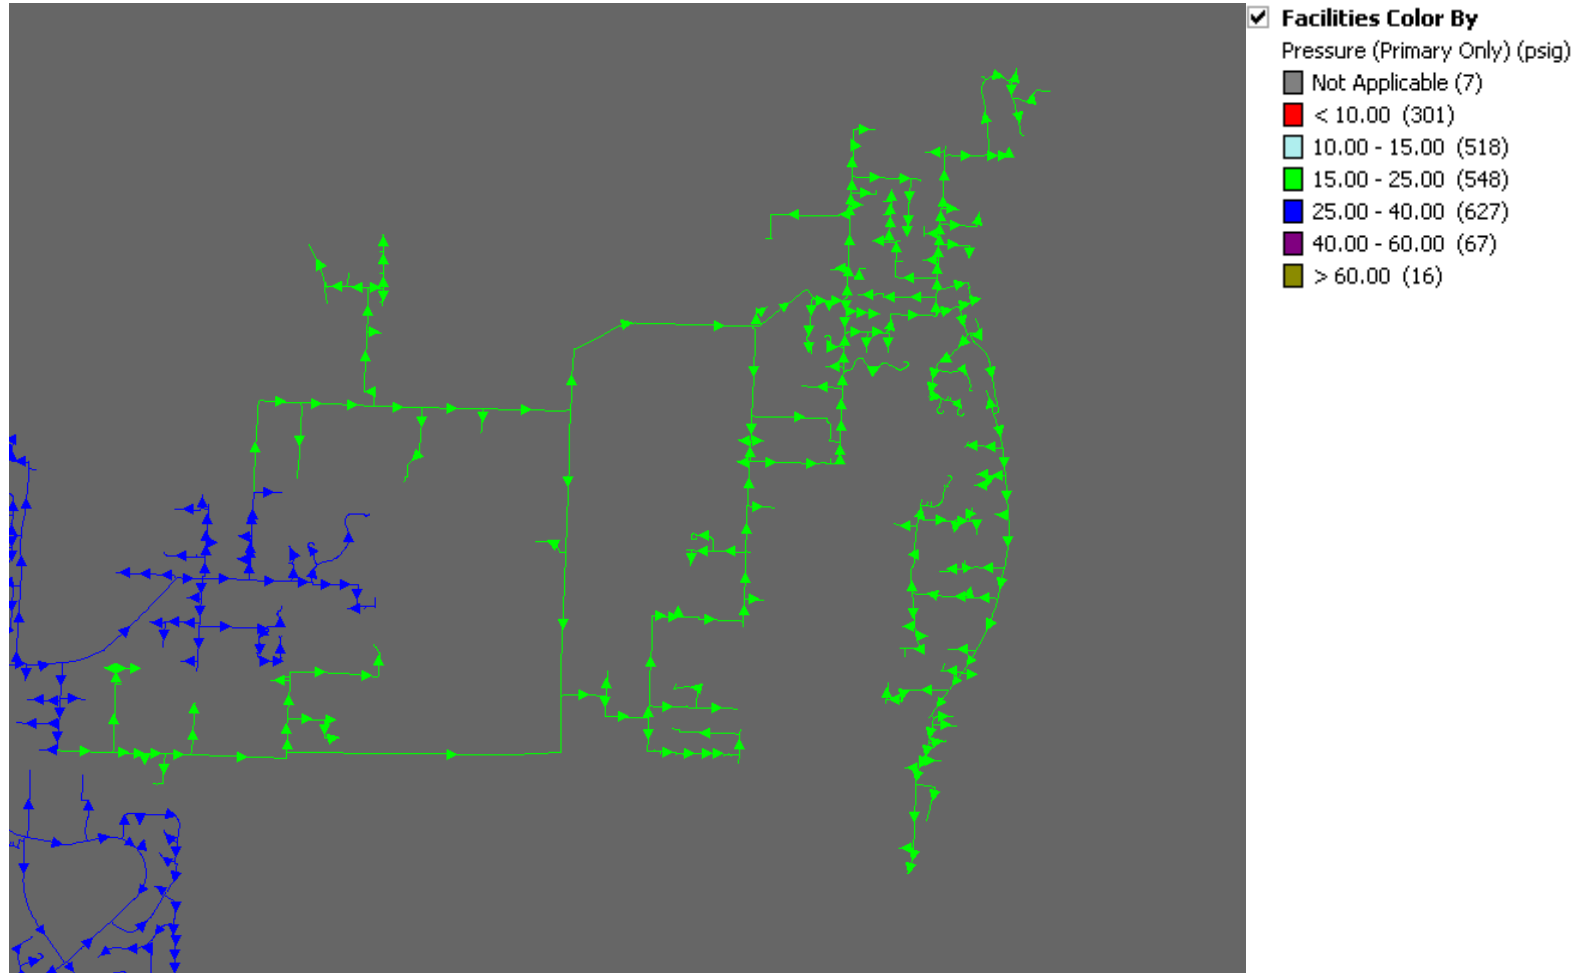 Facilities Color By
Pressure (Primary Only) (psig)
Not Applicable (7)
< 10.00 (301)
10.00 - 15.00 (518)
15.00 - 25.00 (548)
25.00 - 40.00 (627)
40.00 - 60.00 (67)
> 60.00 (16)